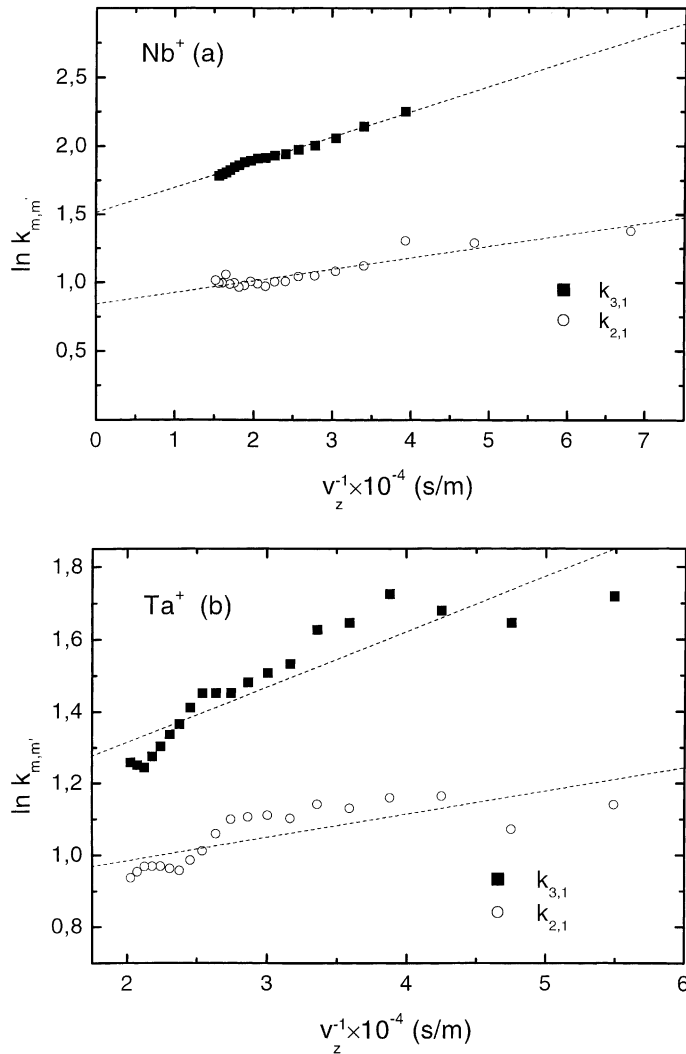 Nb⁺ (a)
2,5
2,0
1,5
1,0
0,5
ln k_{m,m'}
k_{3,1}
k_{2,1}
0 1 2 3 4 5 6 7
v_z^{-1}×10^{-4} (s/m)
Ta⁺ (b)
1,8
1,6
1,4
1,2
1,0
0,8
ln k_{m,m'}
k_{3,1}
k_{2,1}
2 3 4 5 6
v_z^{-1}×10^{-4} (s/m)